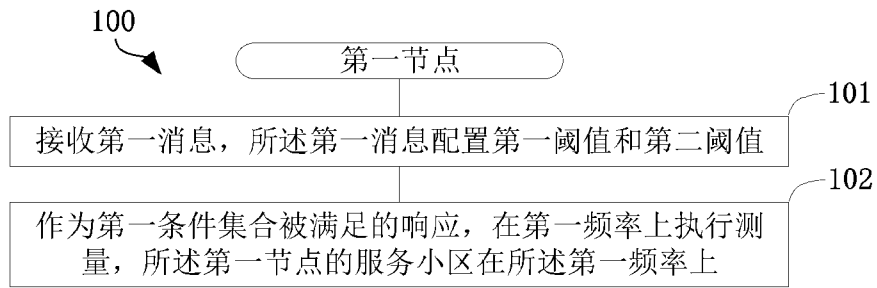 100
第一节点
101
接收第一消息，所述第一消息配置第一阈值和第二阈值
102
作为第一条件集合被满足的响应，在第一频率上执行测
量，所述第一节点的服务小区在所述第一频率上